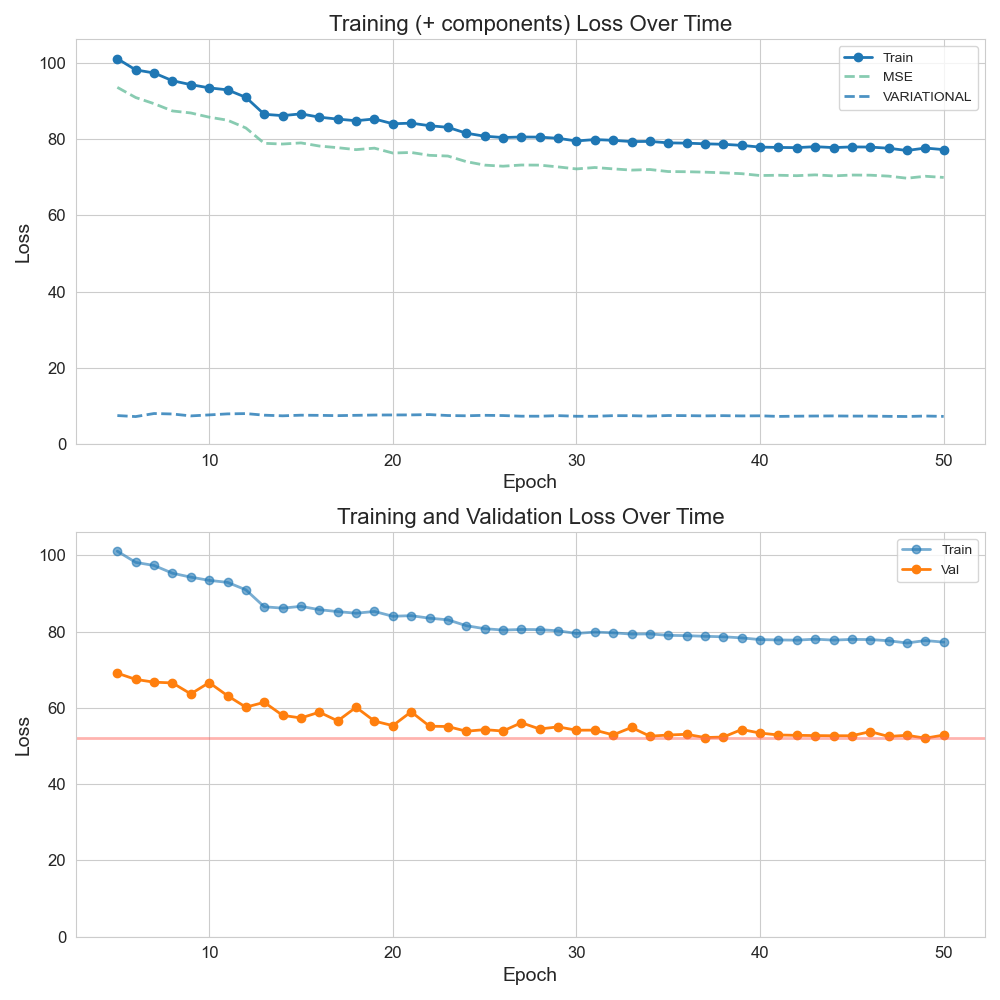 Training (+ components) Loss Over Time
Train
MSE
VARIATIONAL
100
80
60
40
20
0
Loss
10 20 30 40 50
Epoch
Training and Validation Loss Over Time
Train
Val
100
80
60
40
20
0
Loss
10 20 30 40 50
Epoch